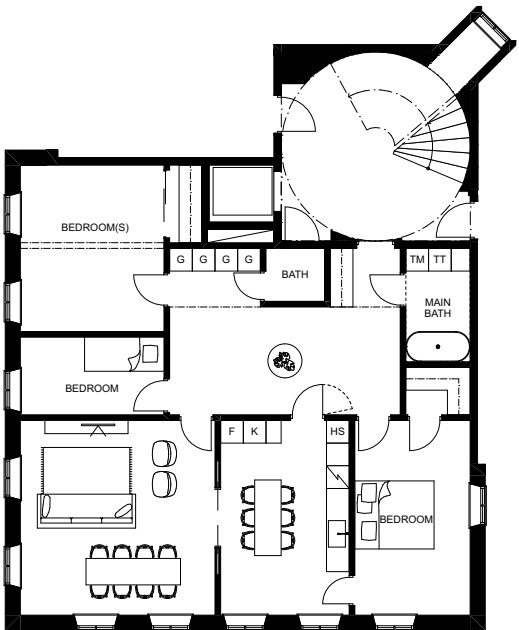 BEDROOM(S)
G G G G
BATH
TM TT
MAIN
BATH
BEDROOM
F K
HS
BEDROOM